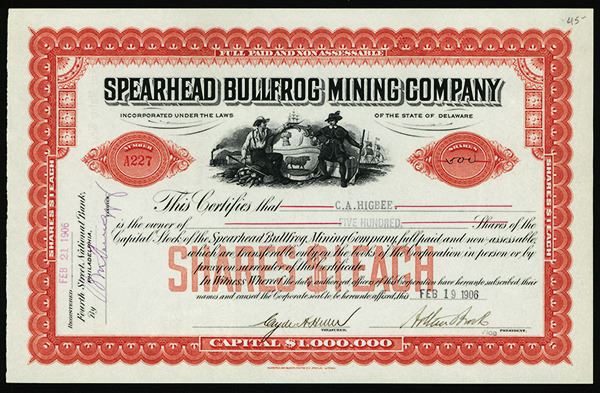 -45-
FULL PAID AND NON ASSESSABLE
SPEARHEAD BULLFROG MINING COMPANY
INCORPORATED UNDER THE LAWS
OF THE STATE OF DELAWARE
NUMBER
A227
SHARES
500
This Certifies that C.A. HIGBEE.
is the owner of FIVE HUNDRED. Shares of the
Capital Stock of the Spearhead Bullfrog Mining Company, full paid and non-assessable,
which are transferable only on the books of the Corporation in person or by
SHARES $1 EACH
upon surrender of this Certificate.
In Witness Whereof the duly authorized officers of this Corporation have hereunto subscribed their
names and caused the Corporate seal to be hereunto affixed, this FEB 19 1906
TREASURER.
PRESIDENT.
CAPITAL $1,000,000
SHARES $1 EACH
SHARES $1 EACH
REGISTERED FEB 21 1906
Fourth Street National Bank,
PHILADELPHIA.
By